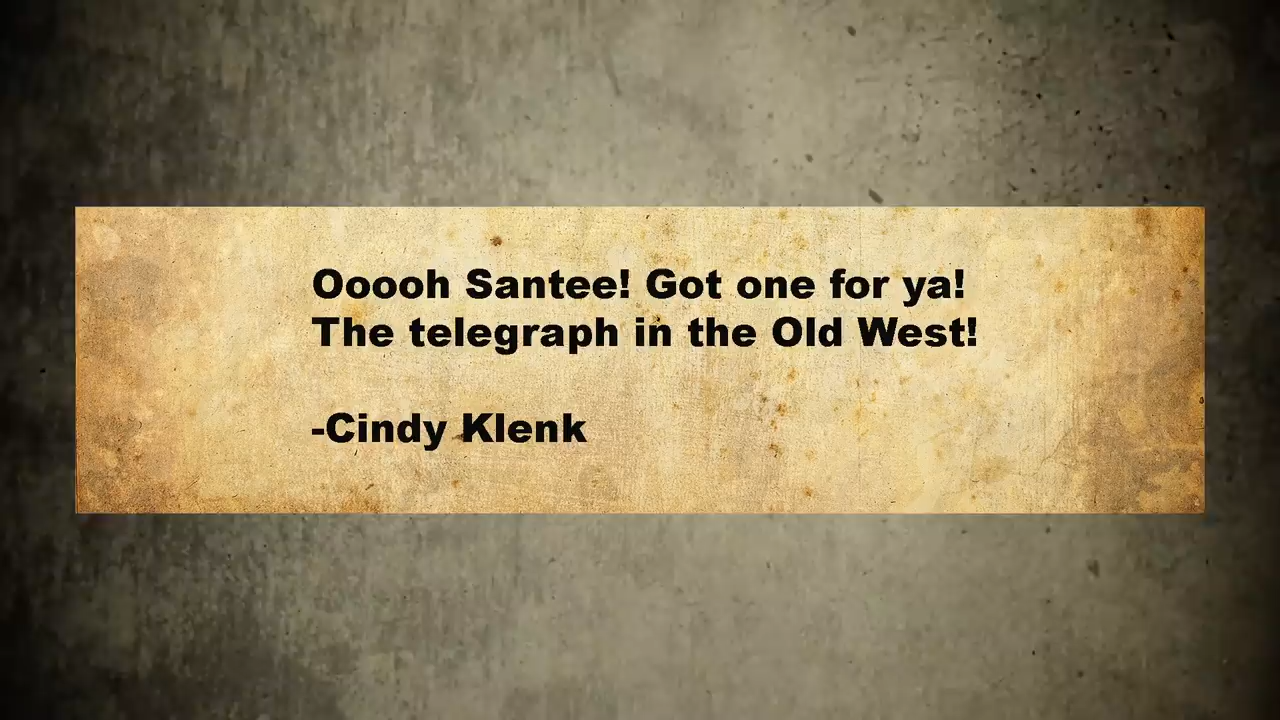 Ooooh Santee! Got one for ya!
The telegraph in the Old West!
-Cindy Klenk